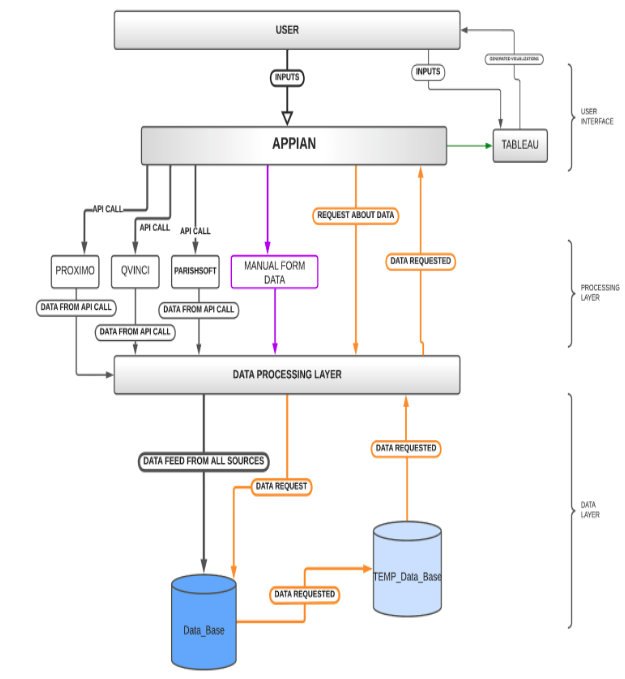 USER
GENERATED VISUALIZATIONS
INPUTS
INPUTS
USER
INTERFACE
APPIAN
TABLEAU
API CALL
API CALL
API CALL
REQUEST ABOUT DATA
DATA REQUESTED
PROXIMO
QVINCI
PARISHSOFT
MANUAL FORM
DATA
PROCESSING
LAYER
DATA FROM API CALL
DATA FROM API CALL
DATA FROM API CALL
DATA PROCESSING LAYER
DATA REQUESTED
DATA FEED FROM ALL SOURCES
DATA REQUEST
DATA
LAYER
TEMP_Data_Base
DATA REQUESTED
Data_Base